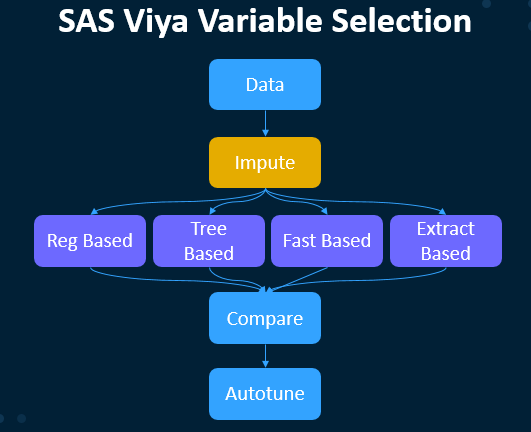 SAS Viya Variable Selection
Data
Impute
Reg Based
Tree
Based
Fast Based
Extract
Based
Compare
Autotune